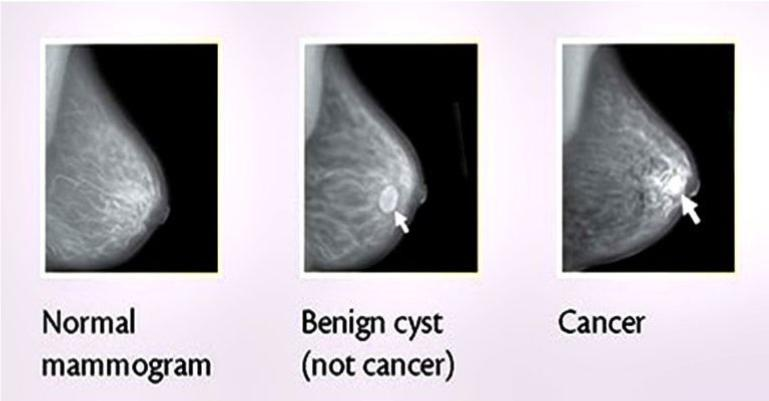 Normal
mammogram
Benign cyst
(not cancer)
Cancer